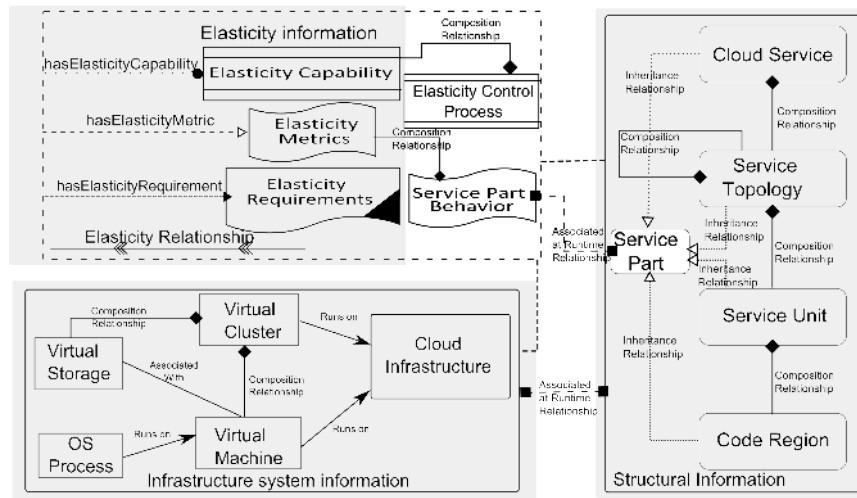 Elasticity information
Composition
Relationship
hasElasticityCapability
Elasticity Capability
Elasticity Control
Process
hasElasticityMetric
Elasticity
Metrics
Composition
Relationship
hasElasticityRequirement
Elasticity
Requirements
Service Part
Behavior
Elasticity Relationship
Associated
at Runtime
Relationship
Cloud Service
Inheritance
Relationship
Composition
Relationship
Composition
Relationship
Service
Topology
Service
Part
Inheritance
Relationship
Inheritance
Relationship
Composition
Relationship
Service Unit
Inheritance
Relationship
Composition
Relationship
Code Region
Structural Information
Composition
Relationship
Virtual
Cluster
Runs on
Cloud
Infrastructure
Virtual
Storage
Associated
With
Composition
Relationship
Associated
at Runtime
Relationship
OS
Process
Runs on
Virtual
Machine
Runs on
Infrastructure system information